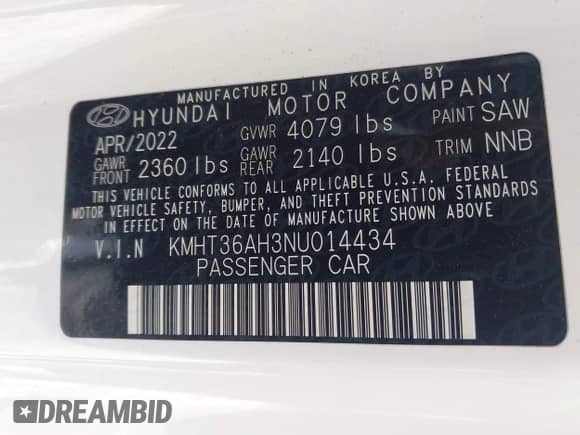 MANUFACTURED IN KOREA BY
HYUNDAI MOTOR COMPANY
APR/2022 GVWR 4079 lbs PAINT SAW
GAWR FRONT 2360 lbs GAWR REAR 2140 lbs TRIM NNB
THIS VEHICLE CONFORMS TO ALL APPLICABLE U.S.A. FEDERAL
MOTOR VEHICLE SAFETY, BUMPER, AND THEFT PREVENTION STANDARDS
IN EFFECT ON THE DATE OF MANUFACTURE SHOWN ABOVE.
V.I.N KMHT36AH3NU014434
PASSENGER CAR
DREAMBID